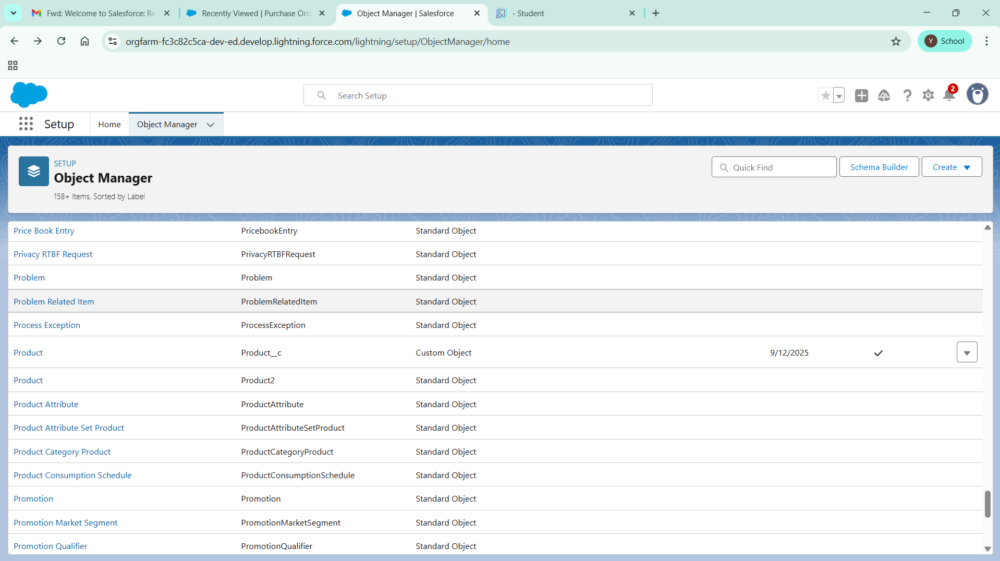 Fwd: Welcome to Salesforce: Re
Recently Viewed | Purchase Ord
Object Manager | Salesforce
- Student
orgfarm-fc3c82c5ca-dev-ed.develop.lightning.force.com/lightning/setup/ObjectManager/home
Y School
Search Setup
2
Setup Home Object Manager
SETUP
Object Manager
158+ Items, Sorted by Label
Quick Find
Schema Builder
Create
Price Book Entry PricebookEntry Standard Object
Privacy RTBF Request PrivacyRTBFRequest Standard Object
Problem Problem Standard Object
Problem Related Item ProblemRelatedItem Standard Object
Process Exception ProcessException Standard Object
Product Product__c Custom Object 9/12/2025
Product Product2 Standard Object
Product Attribute ProductAttribute Standard Object
Product Attribute Set Product ProductAttributeSetProduct Standard Object
Product Category Product ProductCategoryProduct Standard Object
Product Consumption Schedule ProductConsumptionSchedule Standard Object
Promotion Promotion Standard Object
Promotion Market Segment PromotionMarketSegment Standard Object
Promotion Qualifier PromotionQualifier Standard Object